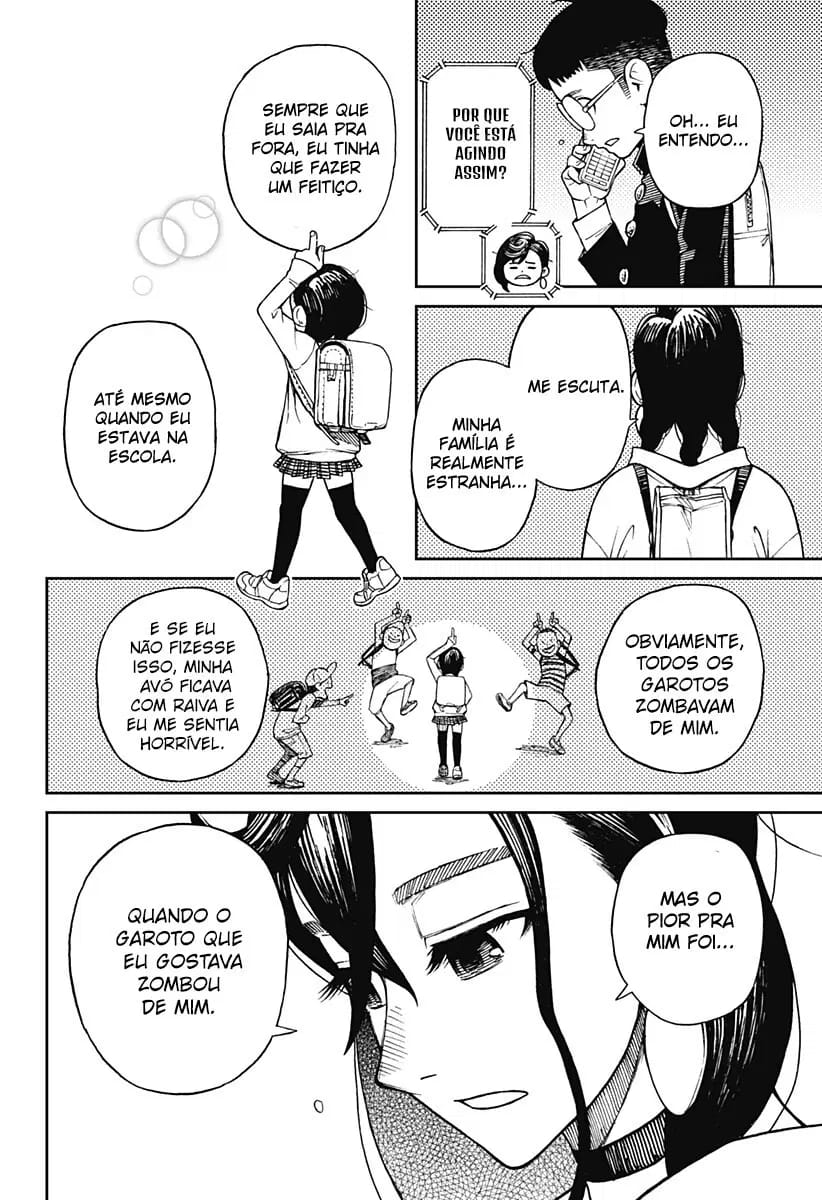 OH... EU
ENTENDO...
POR QUE
VOCÊ ESTÁ
AGINDO
ASSIM?
ME ESCUTA.
MINHA
FAMÍLIA É
REALMENTE
ESTRANHA...
SEMPRE QUE
EU SAIA PRA
FORA, EU TINHA
QUE FAZER
UM FEITIÇO.
ATÉ MESMO
QUANDO EU
ESTAVA NA
ESCOLA.
OBVIAMENTE,
TODOS OS
GAROTOS
ZOMBAVAM
DE MIM.
E SE EU
NÃO FIZESSE
ISSO, MINHA
AVÓ FICAVA
COM RAIVA E
EU ME SENTIA
HORRÍVEL.
MAS O
PIOR PRA
MIM FOI...
QUANDO O
GAROTO QUE
EU GOSTAVA
ZOMBOU
DE MIM.